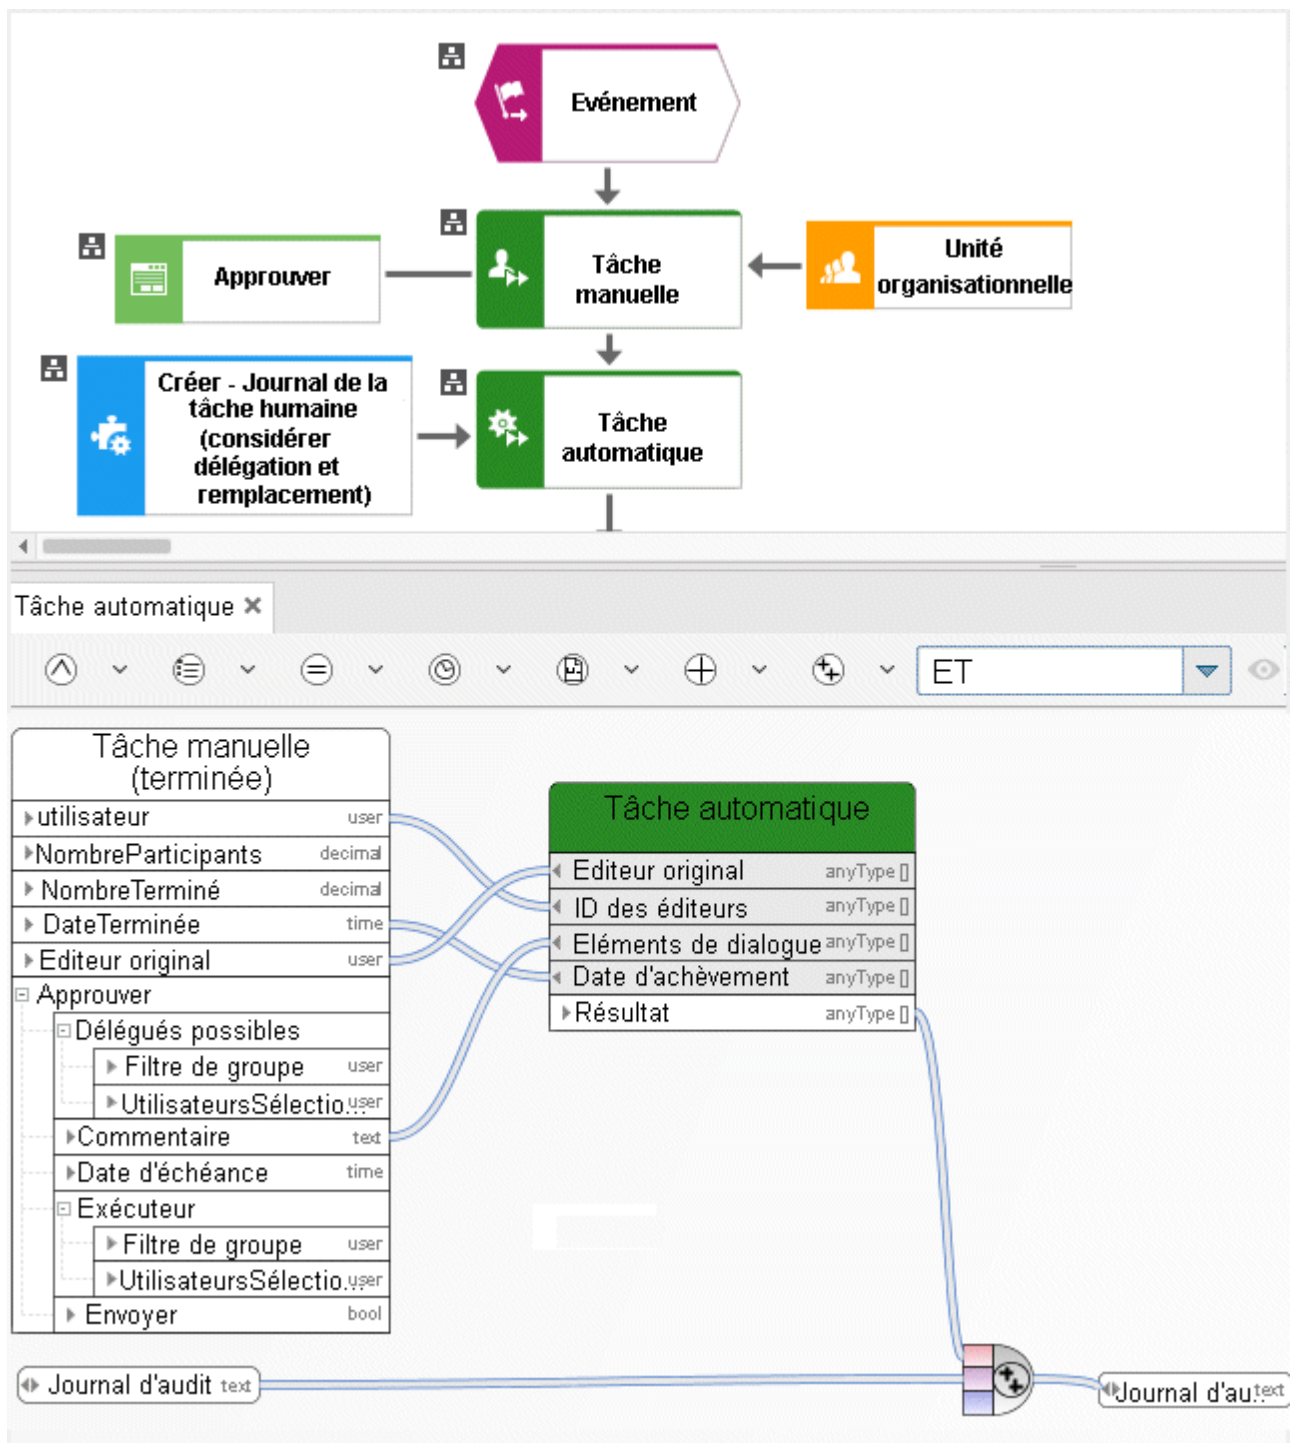 Evénement
Approuver
Tâche
manuelle
Unité
organisationnelle
Créer - Journal de la
tâche humaine
(considérer
délégation et
remplacement)
Tâche
automatique
Tâche automatique
ET
Tâche manuelle
(terminée)
utilisateur user
NombreParticipants decimal
NombreTerminé decimal
DateTerminée time
Editeur original user
Approuver
Délégués possibles
Filtre de groupe user
UtilisateursSélectio... user
Commentaire text
Date d'échéance time
Exécuteur
Filtre de groupe user
UtilisateursSélectio... user
Envoyer bool
Tâche automatique
Editeur original anyType []
ID des éditeurs anyType []
Eléments de dialogue anyType []
Date d'achèvement anyType []
Résultat anyType []
Journal d'audit text
Journal d'au... text